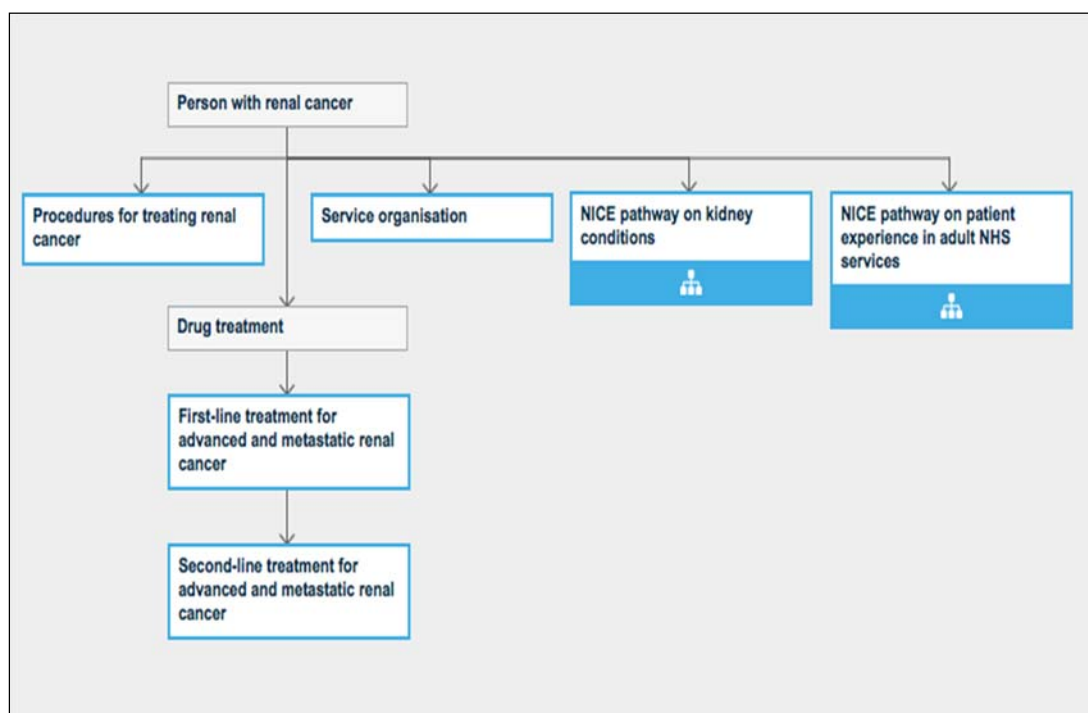 Person with renal cancer
Procedures for treating renal
cancer
Service organisation
NICE pathway on kidney
conditions
NICE pathway on patient
experience in adult NHS
services
Drug treatment
First-line treatment for
advanced and metastatic renal
cancer
Second-line treatment for
advanced and metastatic renal
cancer